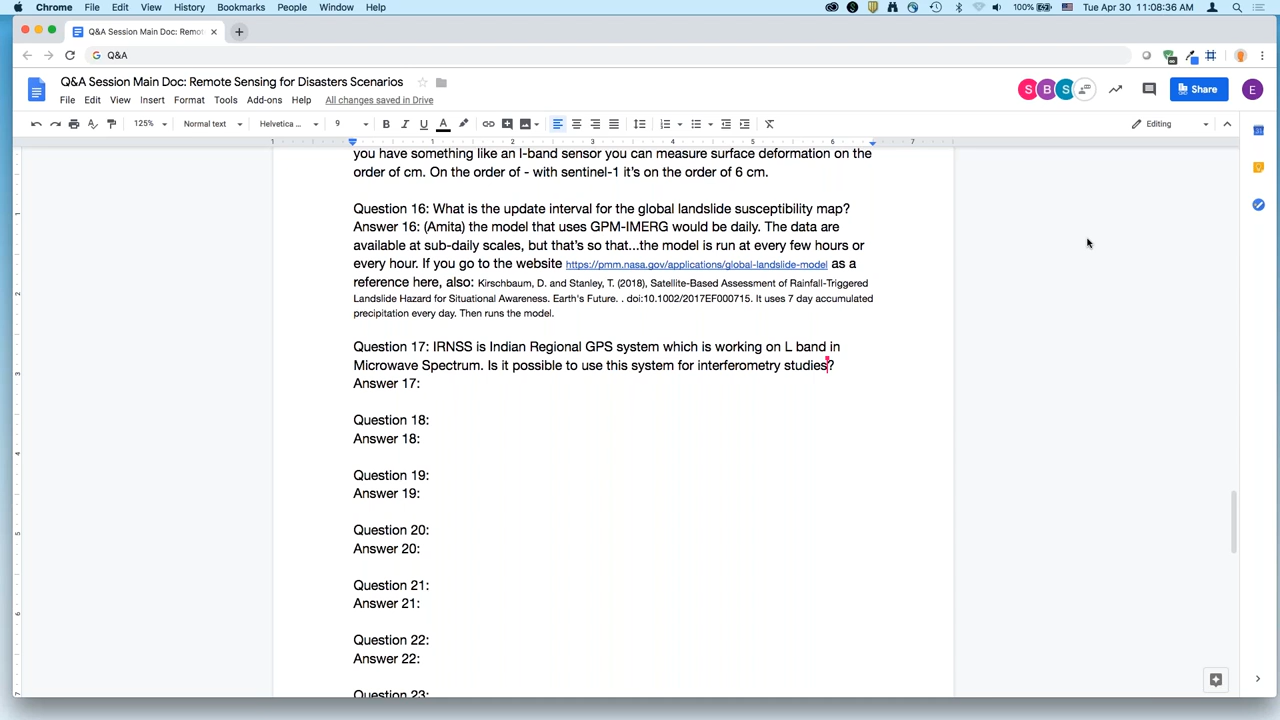 Chrome File Edit View History Bookmarks People Window Help 100% Tue Apr 30 11:08:36 AM
Q&A Session Main Doc: Remot
Q&A
Q&A Session Main Doc: Remote Sensing for Disasters Scenarios
File Edit View Insert Format Tools Add-ons Help All changes saved in Drive
S B S Share E
125% Normal text Helvetica ... 9 B I U A Editing
1 1 2 3 4 5 6 7
you have something like an l-band sensor you can measure surface deformation on the
order of cm. On the order of - with sentinel-1 it's on the order of 6 cm.
Question 16: What is the update interval for the global landslide susceptibility map?
Answer 16: (Amita) the model that uses GPM-IMERG would be daily. The data are
available at sub-daily scales, but that's so that...the model is run at every few hours or
every hour. If you go to the website https://pmm.nasa.gov/applications/global-landslide-model as a
reference here, also: Kirschbaum, D. and Stanley, T. (2018), Satellite-Based Assessment of Rainfall-Triggered
Landslide Hazard for Situational Awareness. Earth's Future. . doi:10.1002/2017EF000715. It uses 7 day accumulated
precipitation every day. Then runs the model.
Question 17: IRNSS is Indian Regional GPS system which is working on L band in
Microwave Spectrum. Is it possible to use this system for interferometry studies?
Answer 17:
Question 18:
Answer 18:
Question 19:
Answer 19:
Question 20:
Answer 20:
Question 21:
Answer 21:
Question 22:
Answer 22:
Question 23: